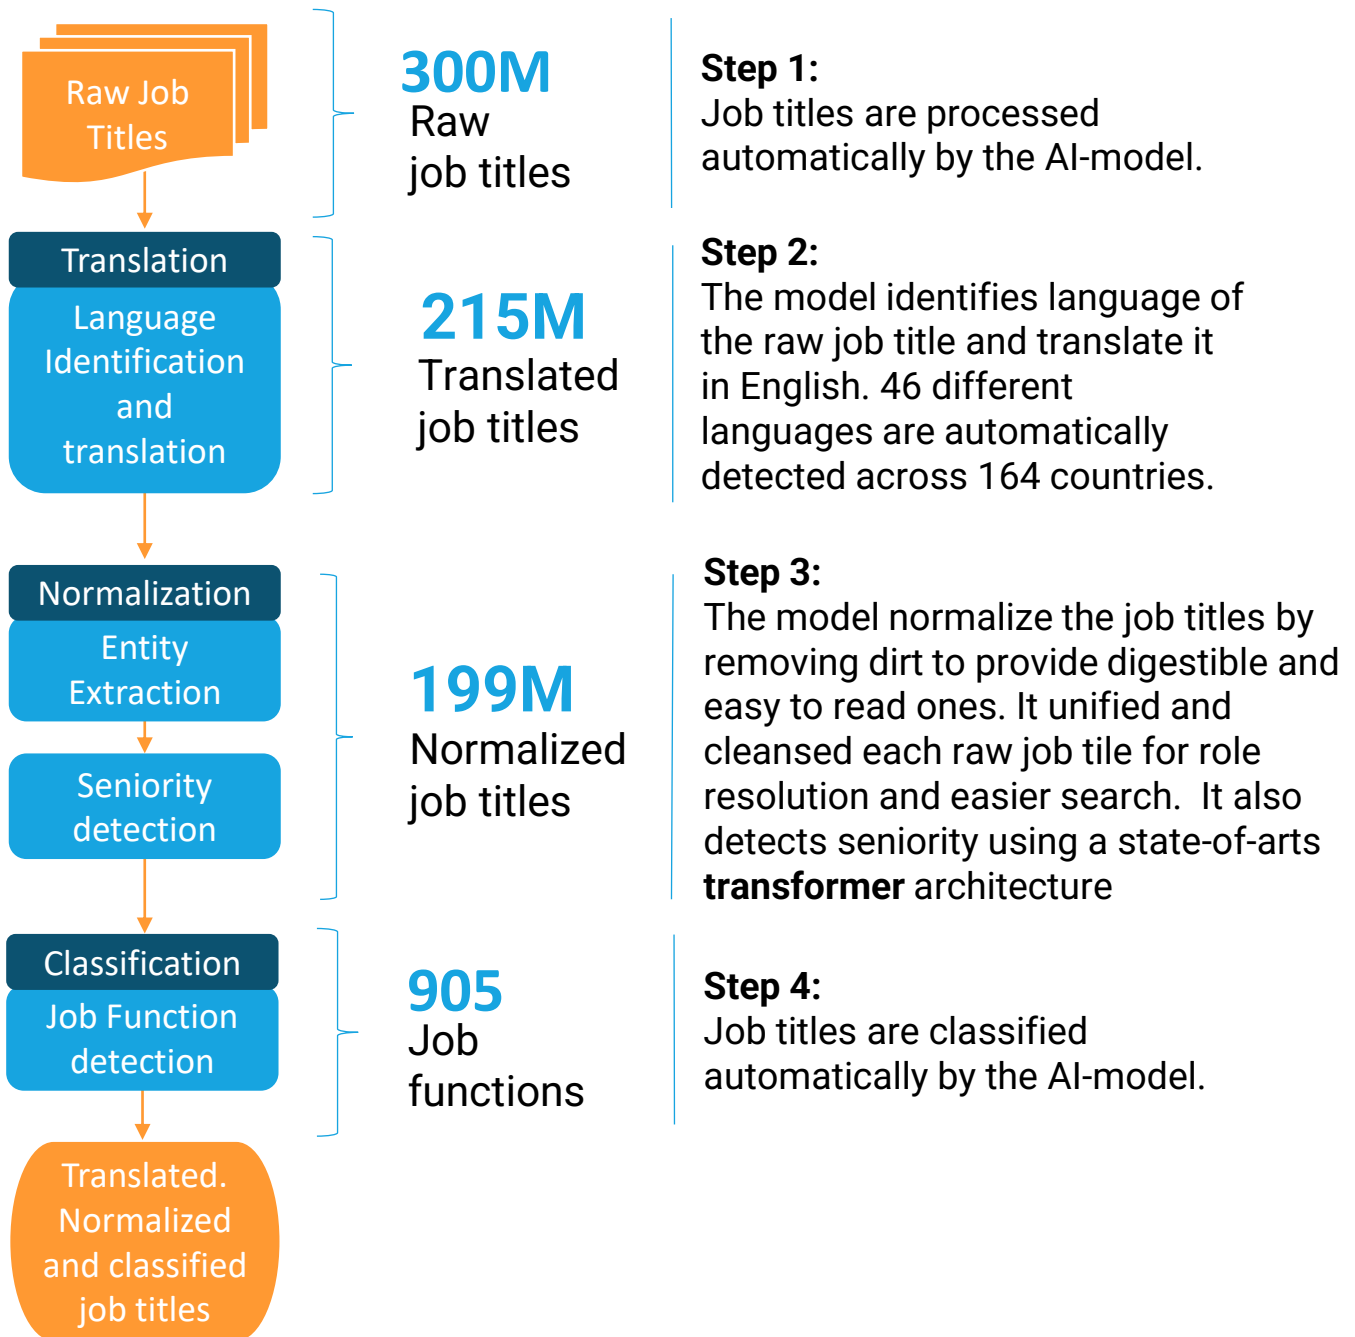 Raw Job
Titles
300M
Raw
job titles
Step 1:
Job titles are processed
automatically by the AI-model.
Translation
Language
Identification
and
translation
215M
Translated
job titles
Step 2:
The model identifies language of
the raw job title and translate it
in English. 46 different
languages are automatically
detected across 164 countries.
Normalization
Entity
Extraction
Seniority
detection
199M
Normalized
job titles
Step 3:
The model normalize the job titles by
removing dirt to provide digestible and
easy to read ones. It unified and
cleansed each raw job tile for role
resolution and easier search.  It also
detects seniority using a state-of-arts
transformer architecture
Classification
Job Function
detection
905
Job
functions
Step 4:
Job titles are classified
automatically by the AI-model.
Translated.
Normalized
and classified
job titles